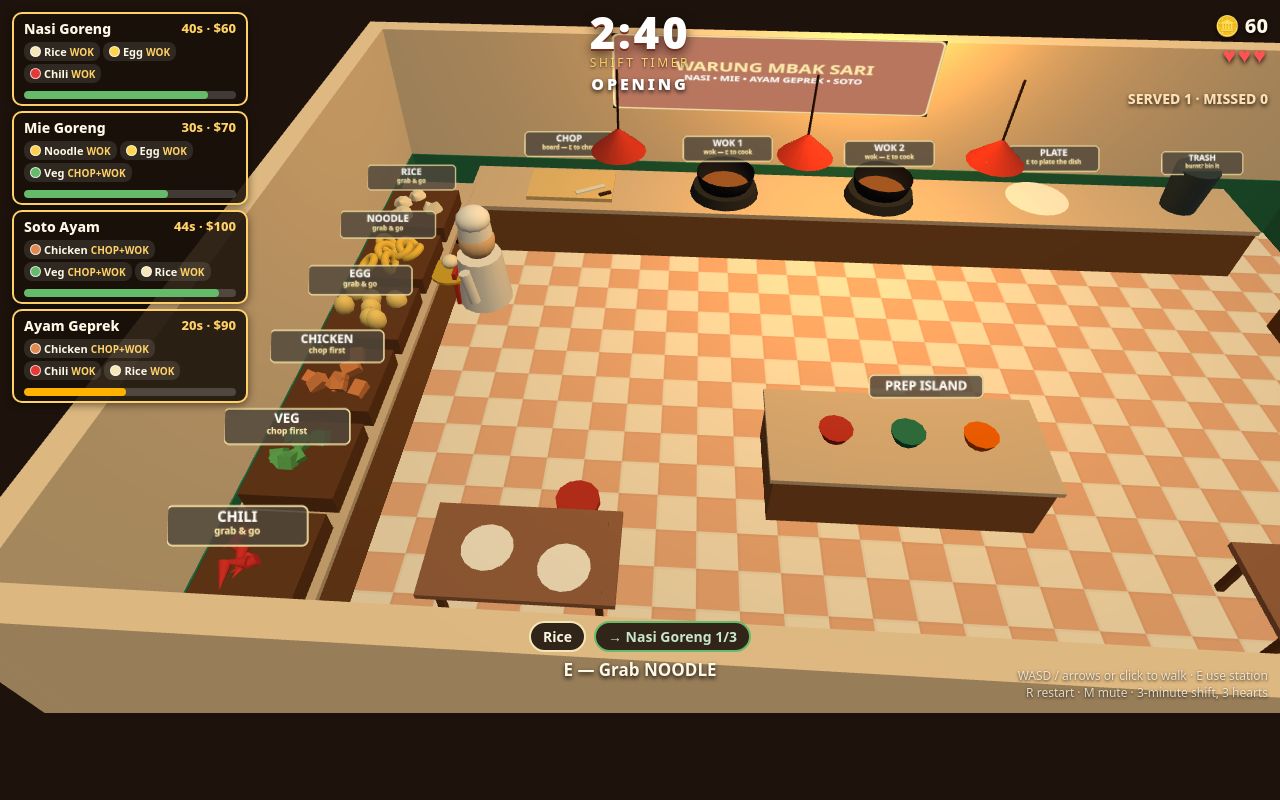 Nasi Goreng 40s · $60
Rice WOK Egg WOK
Chili WOK
Mie Goreng 30s · $70
Noodle WOK Egg WOK
Veg CHOP+WOK
Soto Ayam 44s · $100
Chicken CHOP+WOK
Veg CHOP+WOK Rice WOK
Ayam Geprek 20s · $90
Chicken CHOP+WOK
Chili WOK Rice WOK
2:40
SHIFT TIMER
OPENING
WARUNG MBAK SARI
NASI • MIE • AYAM GEPREK • SOTO
60
SERVED 1 · MISSED 0
CHOP
WOK 1
wok — E to cook
WOK 2
wok — E to cook
PLATE
E to plate the dish
TRASH
burnt? bin it
RICE
grab & go
NOODLE
grab & go
EGG
grab & go
CHICKEN
chop first
VEG
chop first
CHILI
grab & go
PREP ISLAND
Rice → Nasi Goreng 1/3
E — Grab NOODLE
WASD / arrows or click to walk · E use station
R restart · M mute · 3-minute shift, 3 hearts